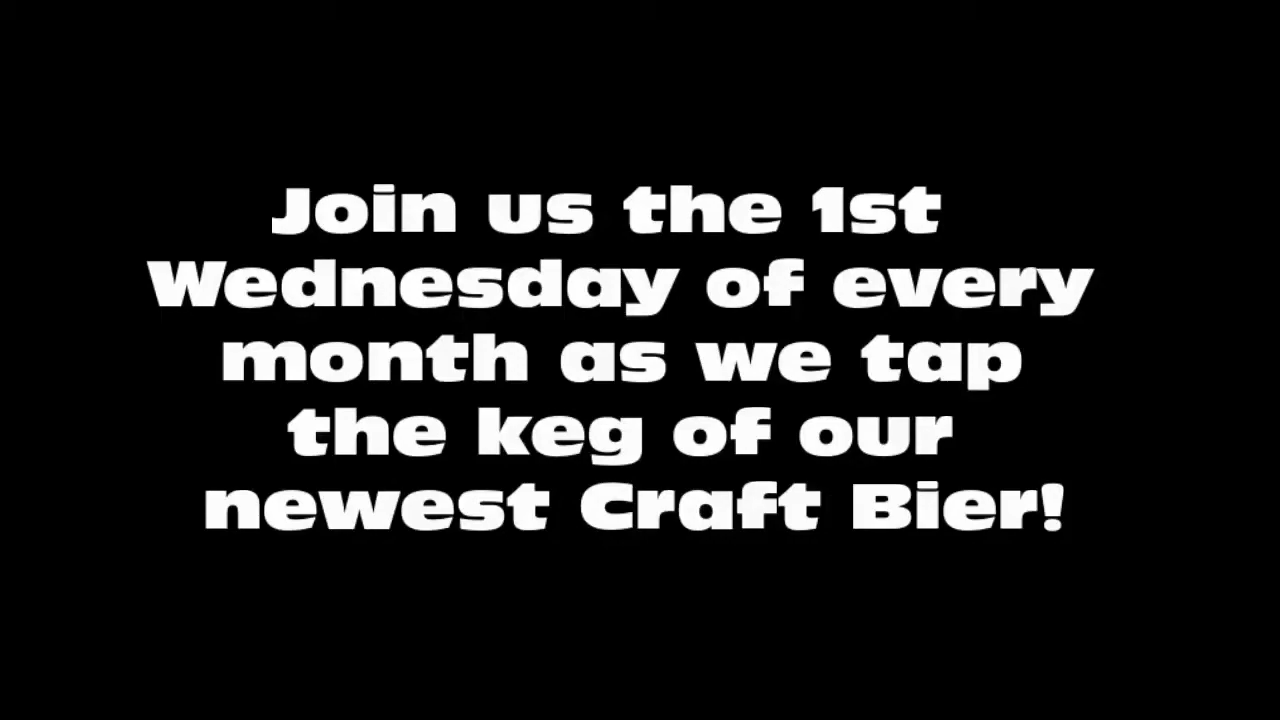 Join us the 1st
Wednesday of every
month as we tap
the keg of our
newest Craft Bier!